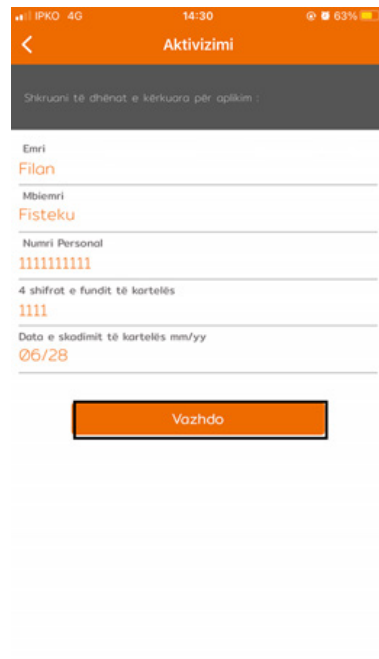 IPKO 4G 14:30 63%
Aktivizimi
Shkruani të dhënat e kërkuara për aplikim :
Emri
Filan
Mbiemri
Fisteku
Numri Personal
1111111111
4 shifrat e fundit të kartelës
1111
Data e skadimit të kartelës mm/yy
06/28
Vazhdo